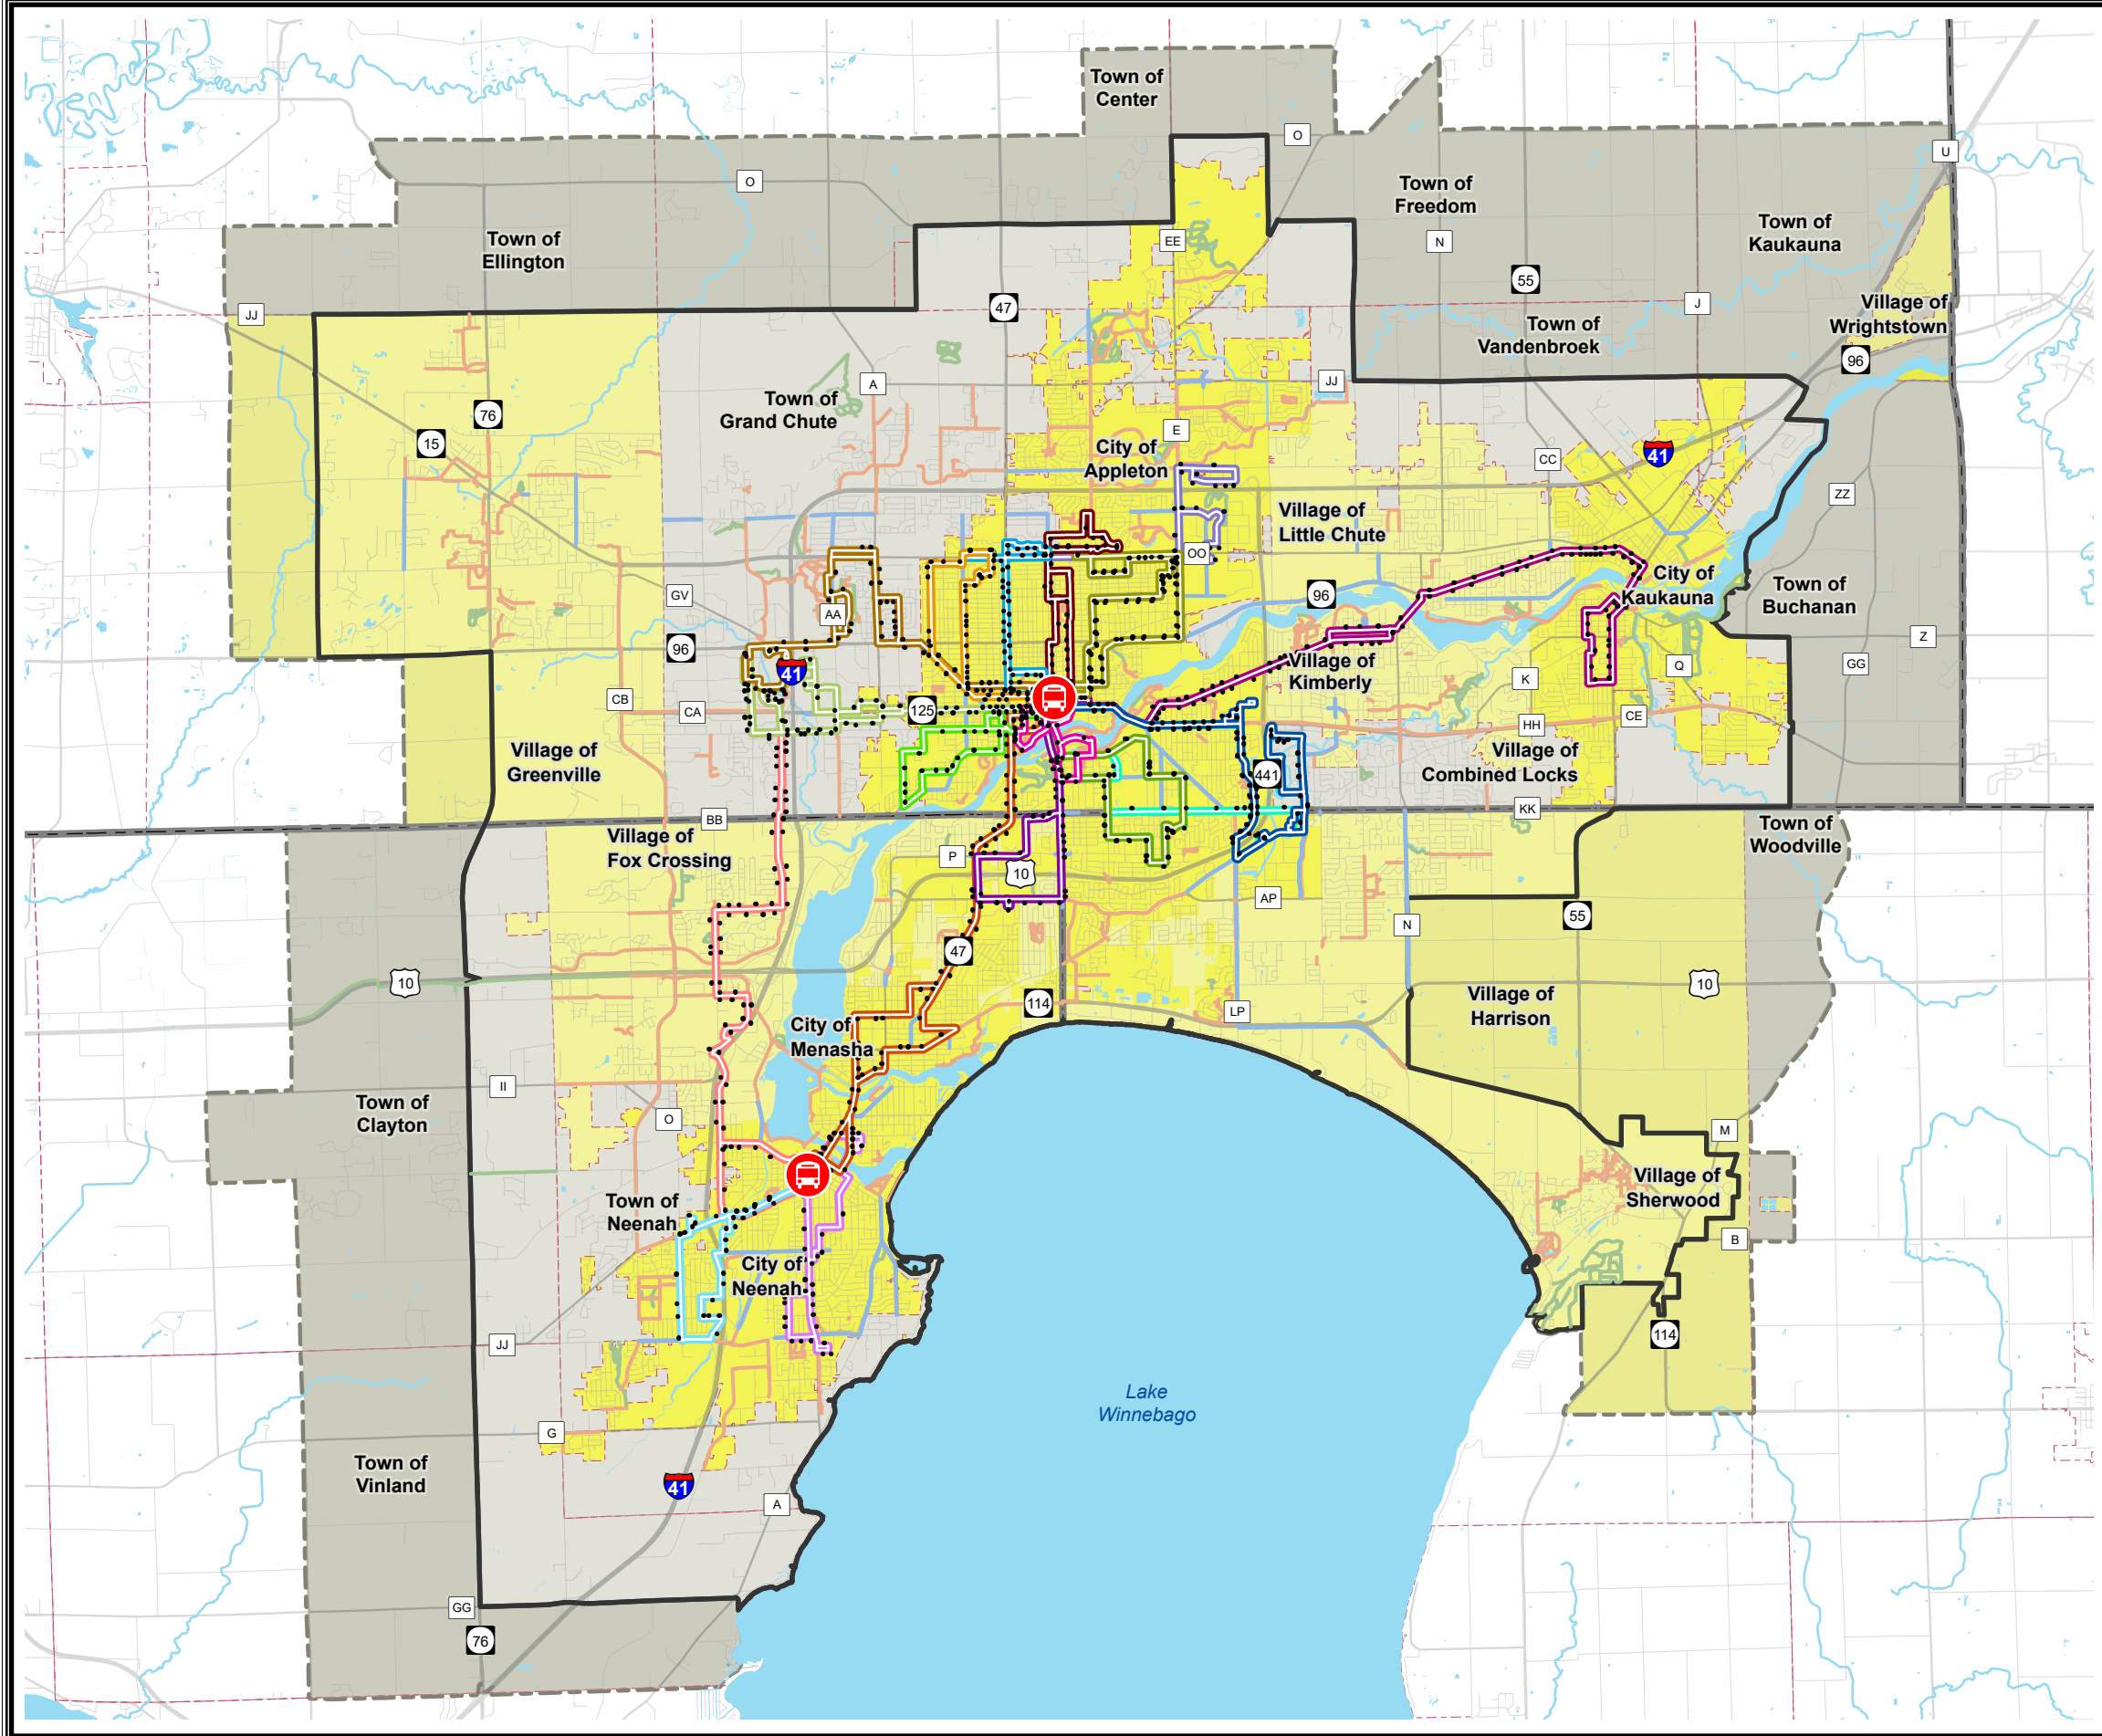 Town of
Center
O
U
O
Town of
Freedom
Town of
Kaukauna
Town of
Ellington
EE
N
55
JJ
47
J
Village of
Wrightstown
Town of
Vandenbroek
96
A
JJ
Town of
Grand Chute
76
15
E
City of
Appleton
CC
41
ZZ
Village of
Little Chute
OO
City of
Kaukauna
Town of
Buchanan
GV
AA
96
Z
96
41
Village of
Kimberly
Q
GG
K
CB
CA
125
HH
CE
Village of
Greenville
441
Village of
Combined Locks
BB
KK
Village of
Fox Crossing
Town of
Woodville
P
10
AP
N
55
47
10
10
Village of
Harrison
114
LP
City of
Menasha
II
Town of
Clayton
O
M
Village of
Sherwood
Town of
Neenah
B
City of
Neenah
JJ
114
Lake
Winnebago
G
Town of
Vinland
41
A
GG
76